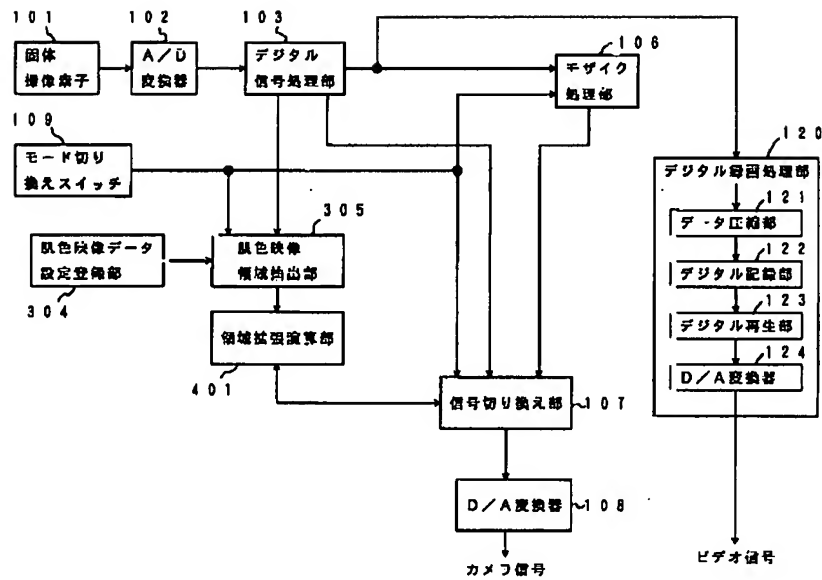 101
固体
撮像素子
102
A/D
変換器
103
デジタル
信号処理部
106
モザイク
処理部
109
モード切り
換えスイッチ
120
デジタル録画処理部
121
データ圧縮部
122
デジタル記録部
123
デジタル再生部
124
D/A変換器
305
肌色映像
領域抽出部
肌色映像データ
設定登録部
304
領域拡張演算部
401
信号切り換え部
107
D/A変換器
108
カメラ信号
ビデオ信号